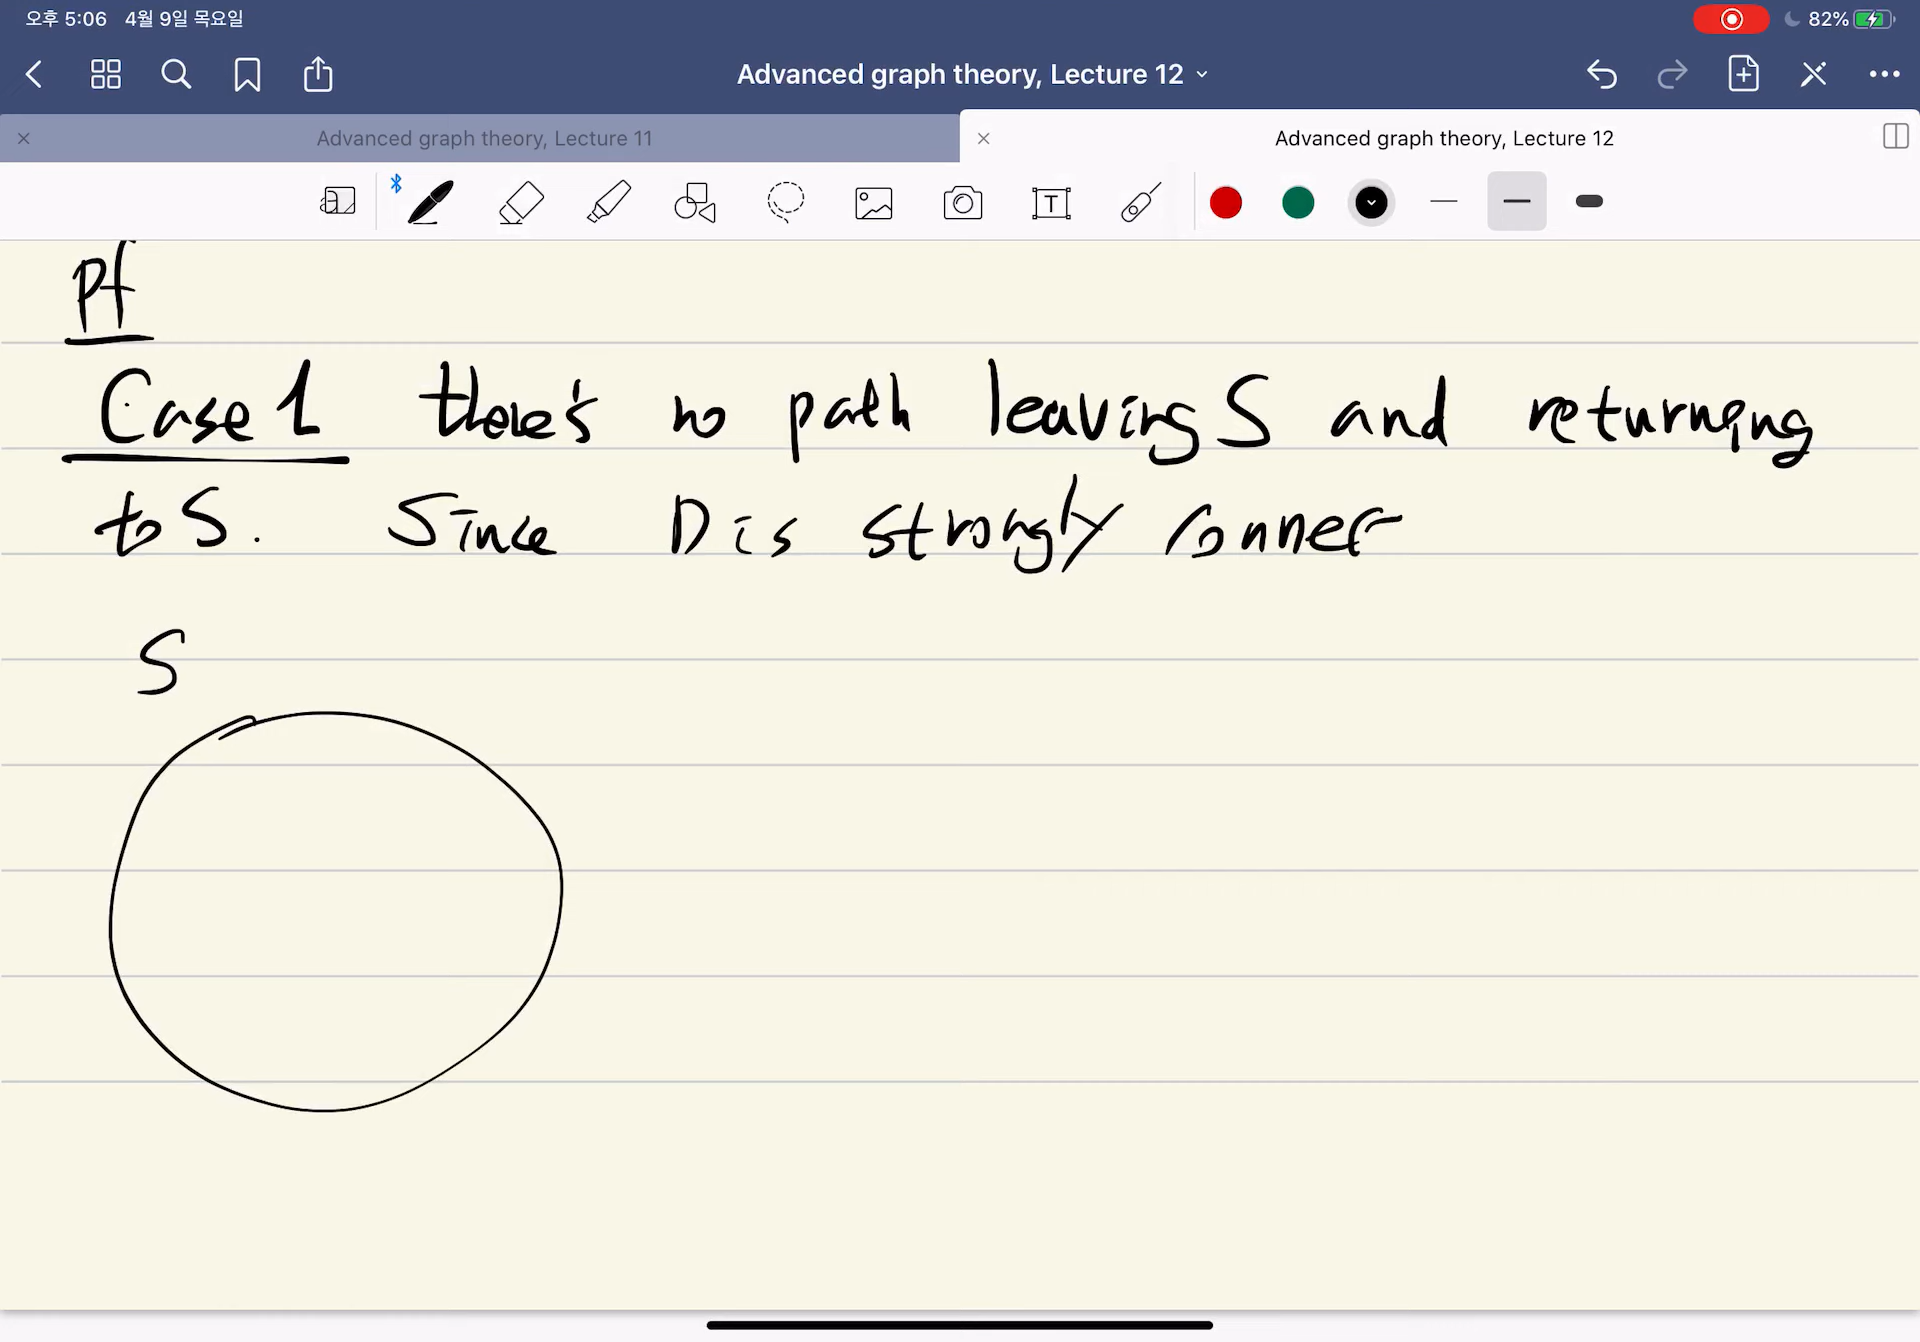 오후 5:06 4월 9일 목요일
82%
Advanced graph theory, Lecture 12
Advanced graph theory, Lecture 11
Advanced graph theory, Lecture 12
T
pf
Case 1 there's no path leaving S and returning
to S. Since D is strongly connec
S